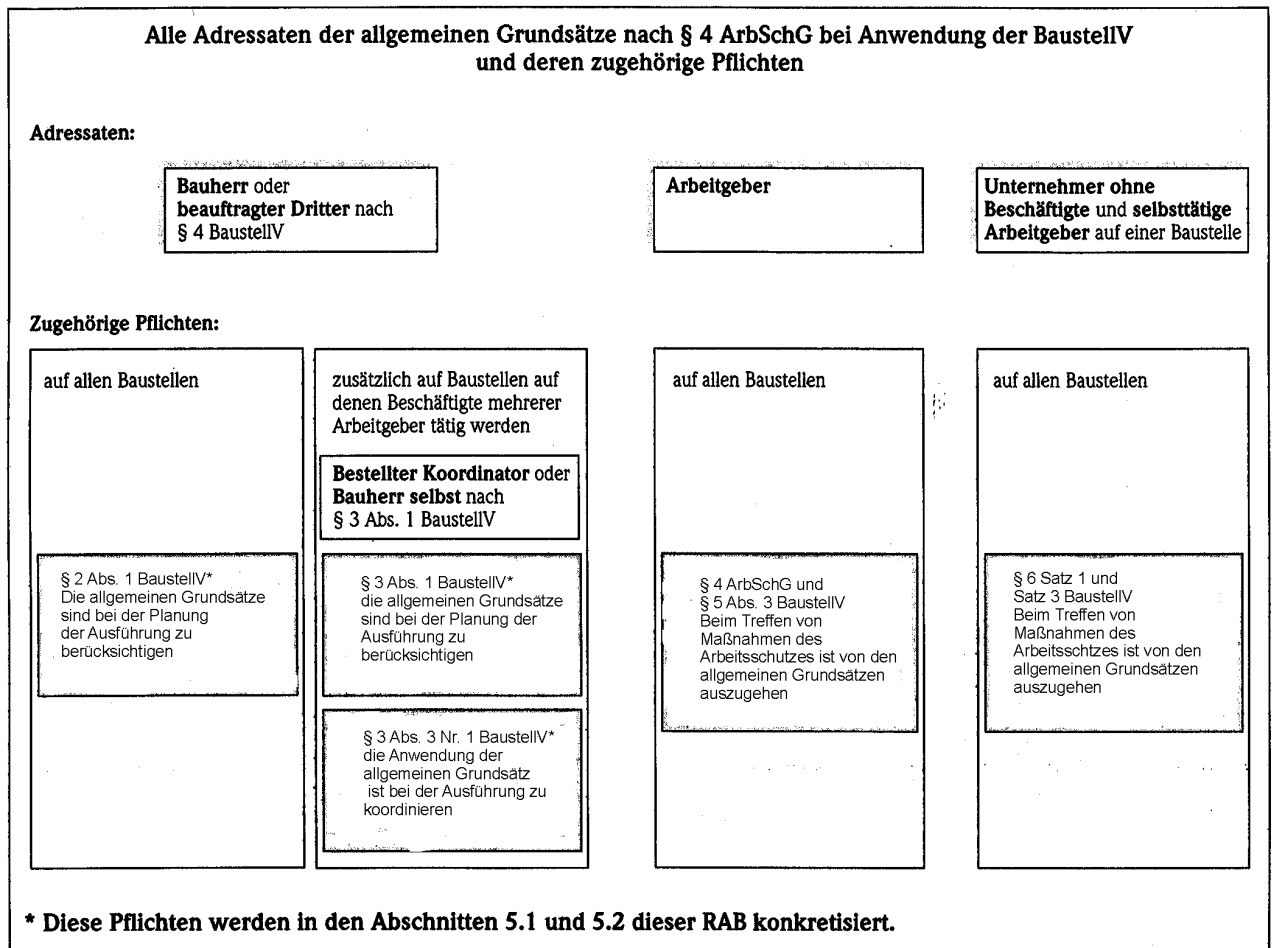 Alle Adressaten der allgemeinen Grundsätze nach § 4 ArbSchG bei Anwendung der BaustellV
und deren zugehörige Pflichten
Adressaten:
Bauherr oder
beauftragter Dritter nach
§ 4 BaustellV
Arbeitgeber
Unternehmer ohne
Beschäftigte und selbsttätige
Arbeitgeber auf einer Baustelle
Zugehörige Pflichten:
auf allen Baustellen
zusätzlich auf Baustellen auf
denen Beschäftigte mehrerer
Arbeitgeber tätig werden
Bestellter Koordinator oder
Bauherr selbst nach
§ 3 Abs. 1 BaustellV
auf allen Baustellen
auf allen Baustellen
§ 2 Abs. 1 BaustellV*
Die allgemeinen Grundsätze
sind bei der Planung
der Ausführung zu
berücksichtigen
§ 3 Abs. 1 BaustellV*
die allgemeinen Grundsätze
sind bei der Planung der
Ausführung zu
berücksichtigen
§ 3 Abs. 3 Nr. 1 BaustellV*
die Anwendung der
allgemeinen Grundsätz
ist bei der Ausführung zu
koordinieren
§ 4 ArbSchG und
§ 5 Abs. 3 BaustellV
Beim Treffen von
Maßnahmen des
Arbeitsschutzes ist von den
allgemeinen Grundsätzen
auszugehen
§ 6 Satz 1 und
Satz 3 BaustellV
Beim Treffen von
Maßnahmen des
Arbeitsschtzes ist von den
allgemeinen Grundsätzen
auszugehen
* Diese Pflichten werden in den Abschnitten 5.1 und 5.2 dieser RAB konkretisiert.